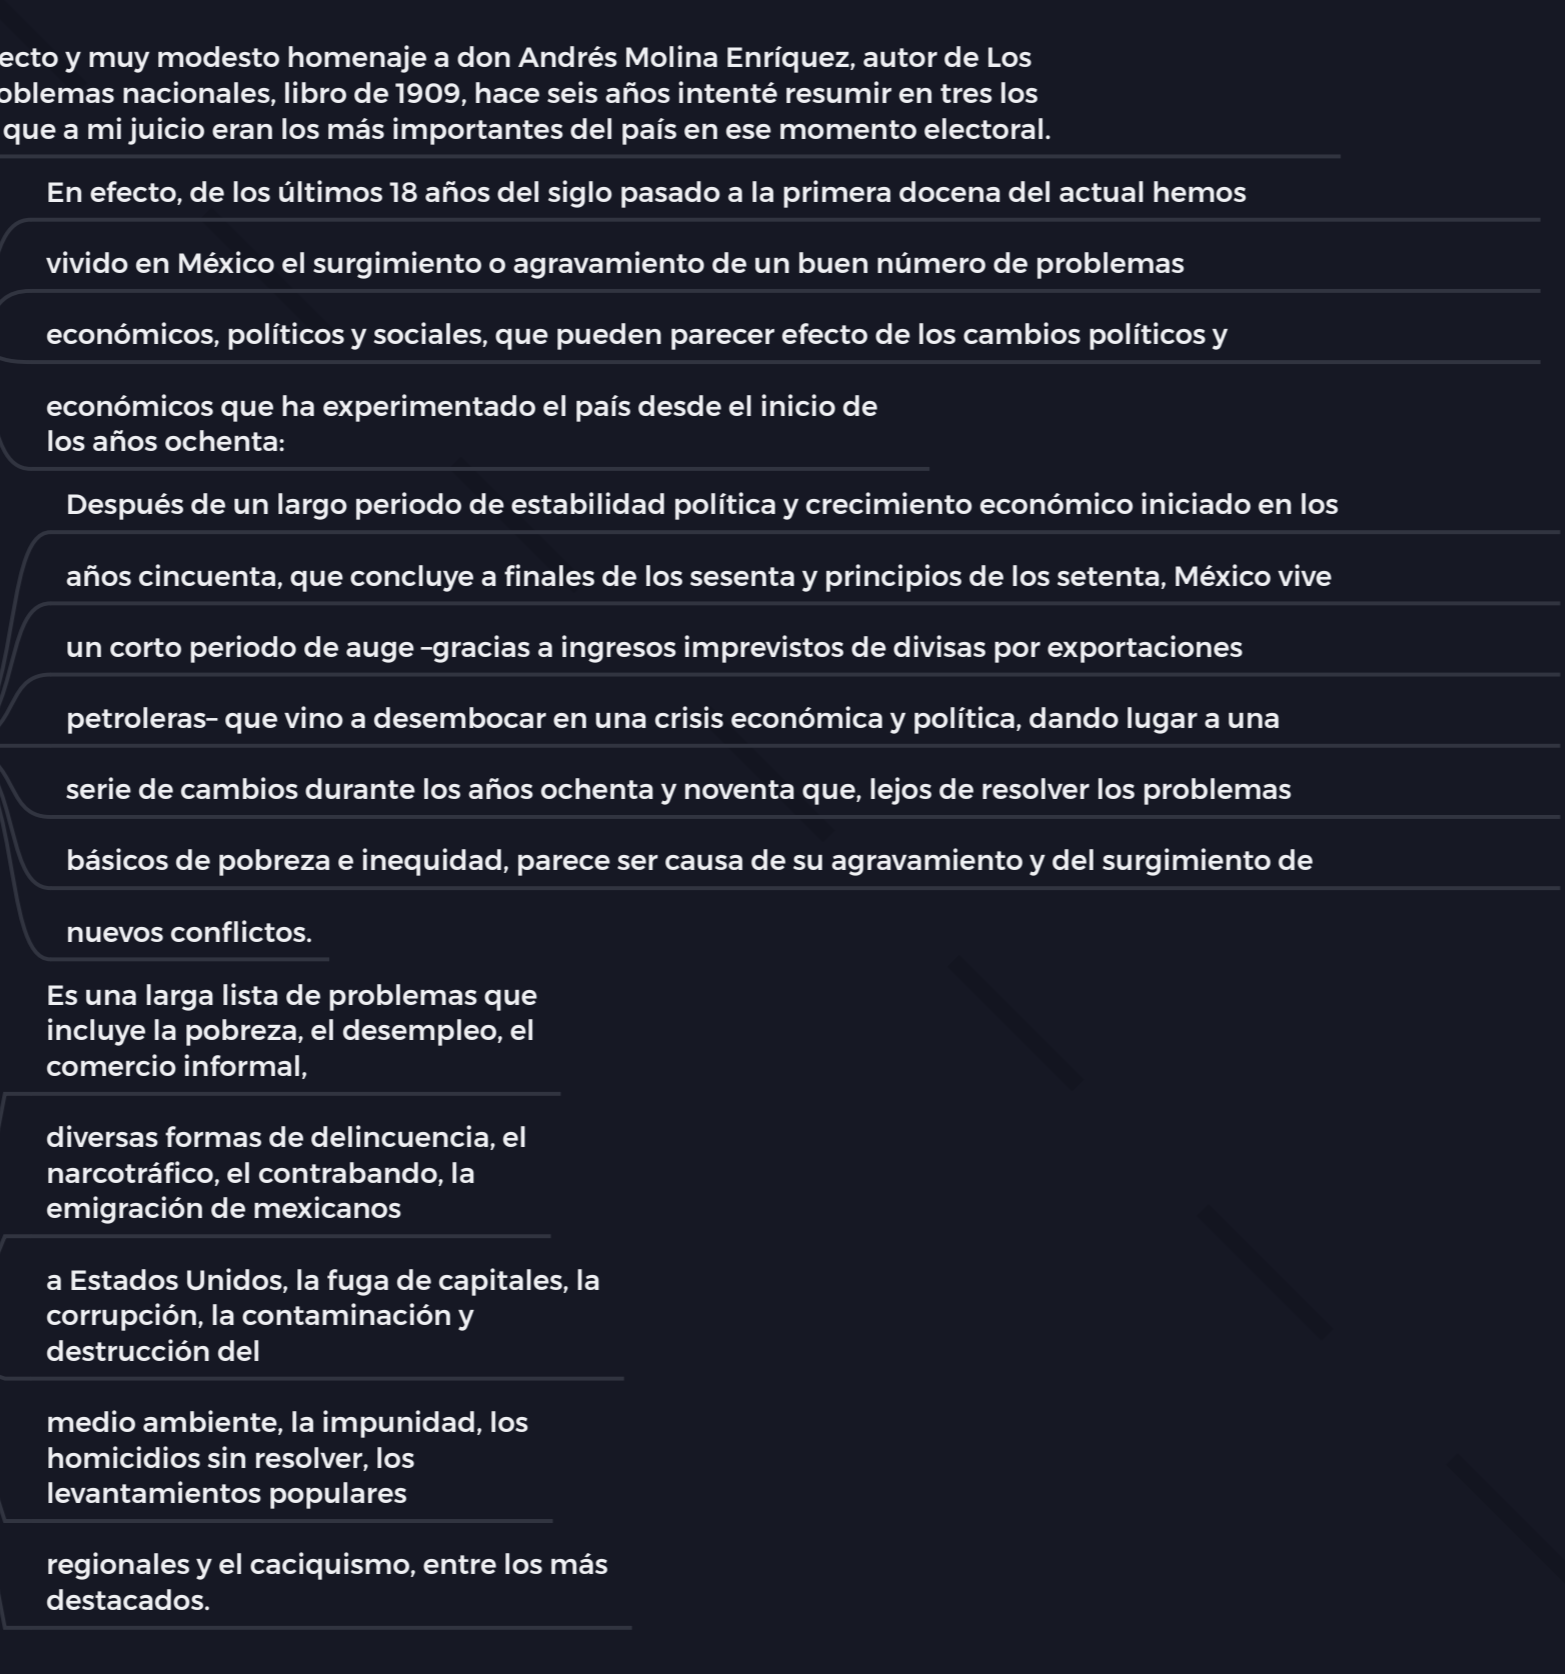 y muy modesto homenaje a don Andrés Molina Enríquez, autor de Los
nacionales, libro de 1909, hace seis años intenté resumir en tres los
que a mi juicio eran los más importantes del país en ese momento electoral.
En efecto, de los últimos 18 años del siglo pasado a la primera docena del actual hemos
vivido en México el surgimiento o agravamiento de un buen número de problemas
económicos, políticos y sociales, que pueden parecer efecto de los cambios políticos y
económicos que ha experimentado el país desde el inicio de
los años ochenta:
Después de un largo periodo de estabilidad política y crecimiento económico iniciado en los
años cincuenta, que concluye a finales de los sesenta y principios de los setenta, México vive
un corto periodo de auge –gracias a ingresos imprevistos de divisas por exportaciones
petroleras– que vino a desembocar en una crisis económica y política, dando lugar a una
serie de cambios durante los años ochenta y noventa que, lejos de resolver los problemas
básicos de pobreza e inequidad, parece ser causa de su agravamiento y del surgimiento de
nuevos conflictos.
Es una larga lista de problemas que
incluye la pobreza, el desempleo, el
comercio informal,
diversas formas de delincuencia, el
narcotráfico, el contrabando, la
emigración de mexicanos
a Estados Unidos, la fuga de capitales, la
corrupción, la contaminación y
destrucción del
medio ambiente, la impunidad, los
homicidios sin resolver, los
levantamientos populares
regionales y el caciquismo, entre los más
destacados.